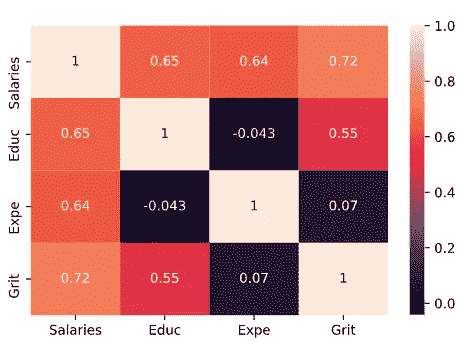 Salaries 1 0.65 0.64 0.72
Educ 0.65 1 -0.043 0.55
Expe 0.64 -0.043 1 0.07
Grit 0.72 0.55 0.07 1
Salaries Educ Expe Grit
1.0
0.8
0.6
0.4
0.2
0.0